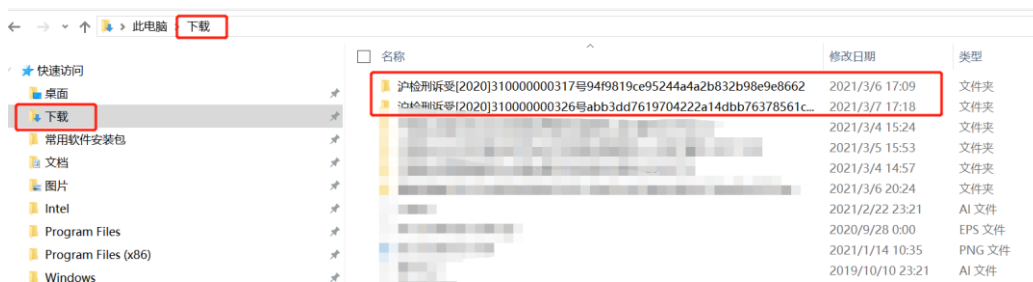 此电脑 下载
名称 修改日期 类型
快速访问
桌面
下载
常用软件安装包
文档
图片
Intel
Program Files
Program Files (x86)
Windows
沪检刑诉受[2020]310000000317号94f9819ce95244a4a2b832b98e9e8662 2021/3/6 17:09 文件夹
沪检刑诉受[2020]310000000326号abb3dd7619704222a14dbb76378561c... 2021/3/7 17:18 文件夹
2021/3/4 15:24 文件夹
2021/3/5 15:53 文件夹
2021/3/4 14:57 文件夹
2021/3/6 20:24 文件夹
2021/2/22 23:21 AI 文件
2020/9/28 0:00 EPS 文件
2021/1/14 10:35 PNG 文件
2019/10/10 23:21 AI 文件